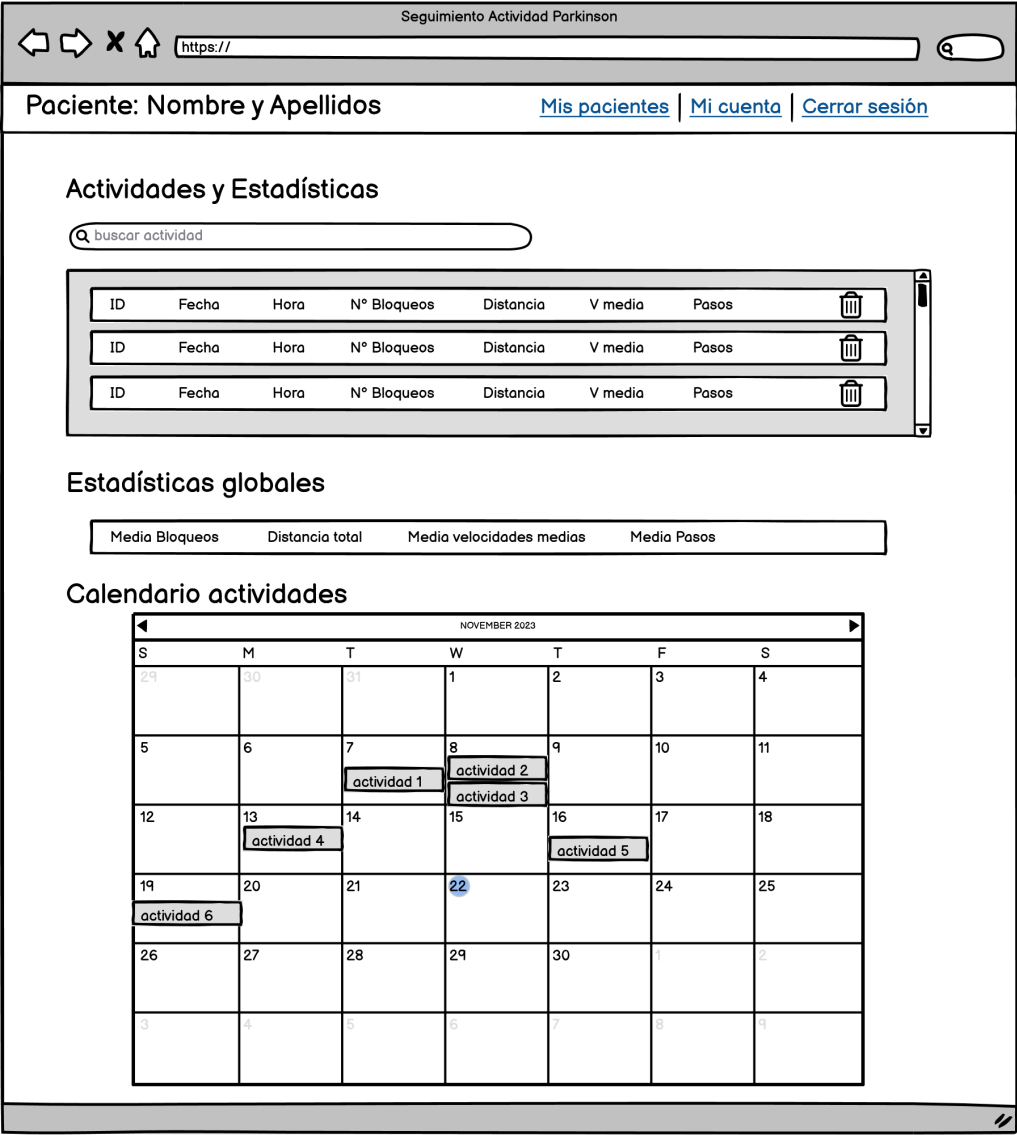 Seguimiento Actividad Parkinson
https://
Paciente: Nombre y Apellidos Mis pacientes Mi cuenta Cerrar sesión
Actividades y Estadísticas
buscar actividad
ID Fecha Hora Nº Bloqueos Distancia V media Pasos
ID Fecha Hora Nº Bloqueos Distancia V media Pasos
ID Fecha Hora Nº Bloqueos Distancia V media Pasos
Estadísticas globales
Media Bloqueos Distancia total Media velocidades medias Media Pasos
Calendario actividades
NOVEMBER 2023
S M T W T F S
29 30 31 1 2 3 4
5 6 7 8 9 10 11
actividad 1 actividad 2
actividad 3
12 13 14 15 16 17 18
actividad 4 actividad 5
19 20 21 22 23 24 25
actividad 6
26 27 28 29 30 1 2
3 4 5 6 7 8 9